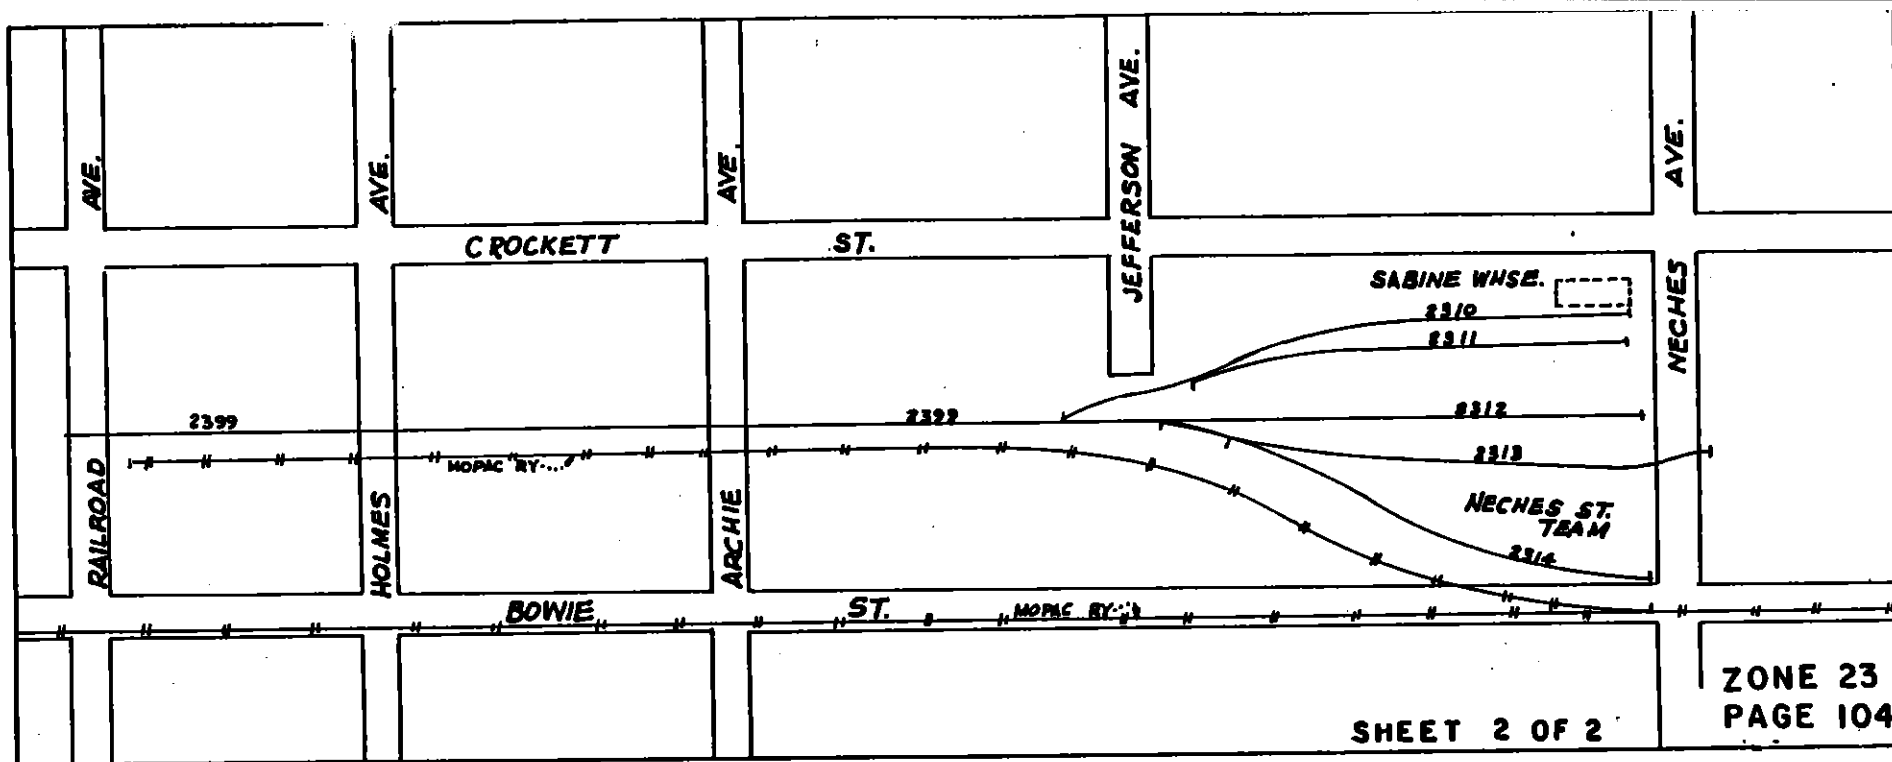 AVE.
AVE.
AVE.
JEFFERSON AVE.
AVE.
CROCKETT ST.
SABINE WHSE.
2310
2311
NECHES
2399
2399
2312
2313
MOPAC RY
RAILROAD
HOLMES
ARCHIE
NECHES ST.
TEAM
2314
BOWIE ST.
MOPAC RY
ZONE 23
PAGE 104
SHEET 2 OF 2